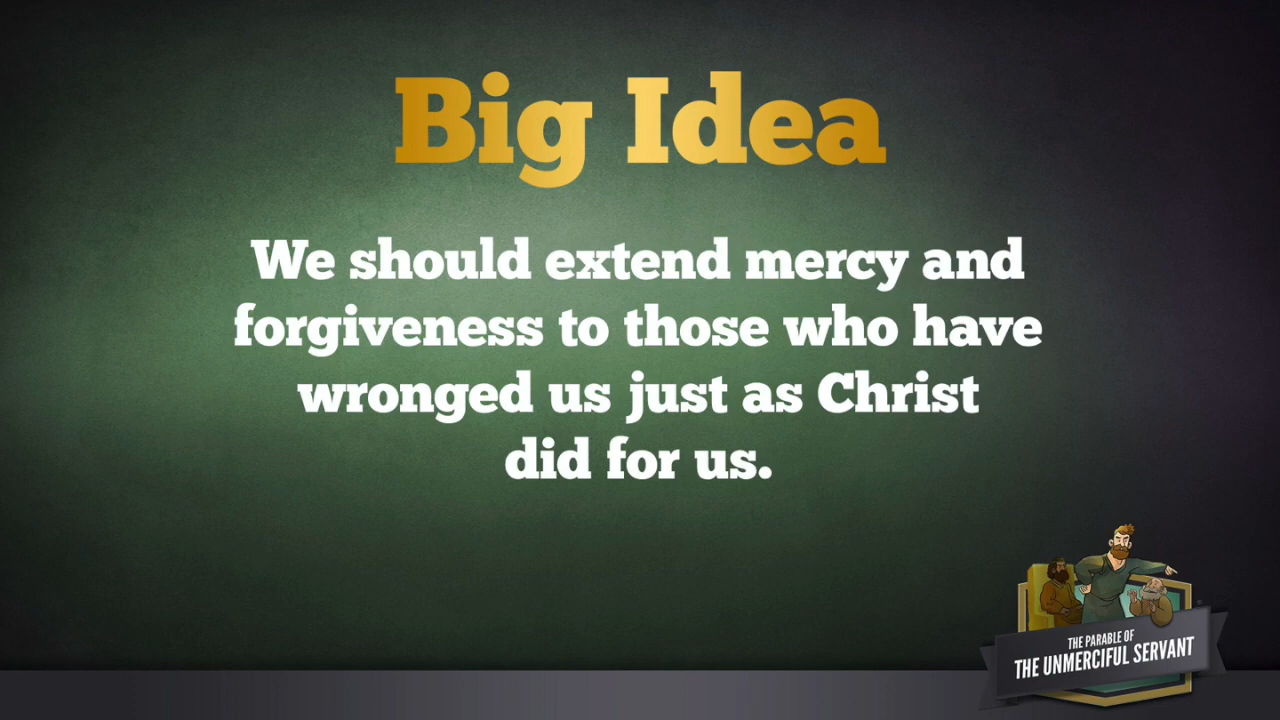 Big Idea
We should extend mercy and
forgiveness to those who have
wronged us just as Christ
did for us.
THE PARABLE OF
THE UNMERCIFUL SERVANT